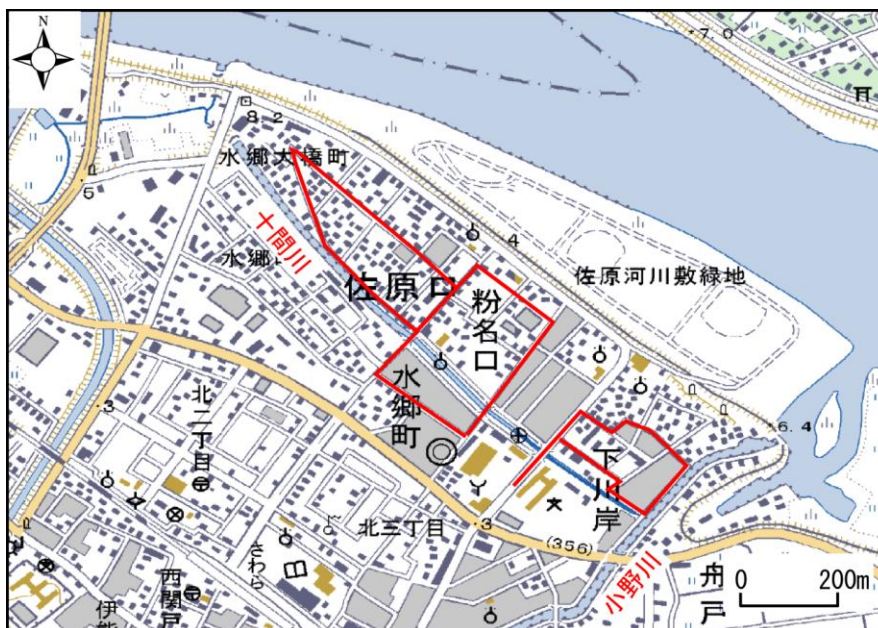 N
7.0
8.2
水郷大橋町
.5
十間川
水郷
4
佐原河川敷緑地
佐原口
粉名口
水郷町
.3
北二丁目
6.4
下川岸
.3
北三丁目
(356)
さわら
小野川
舟戸
西関戸
伊能
0 200m